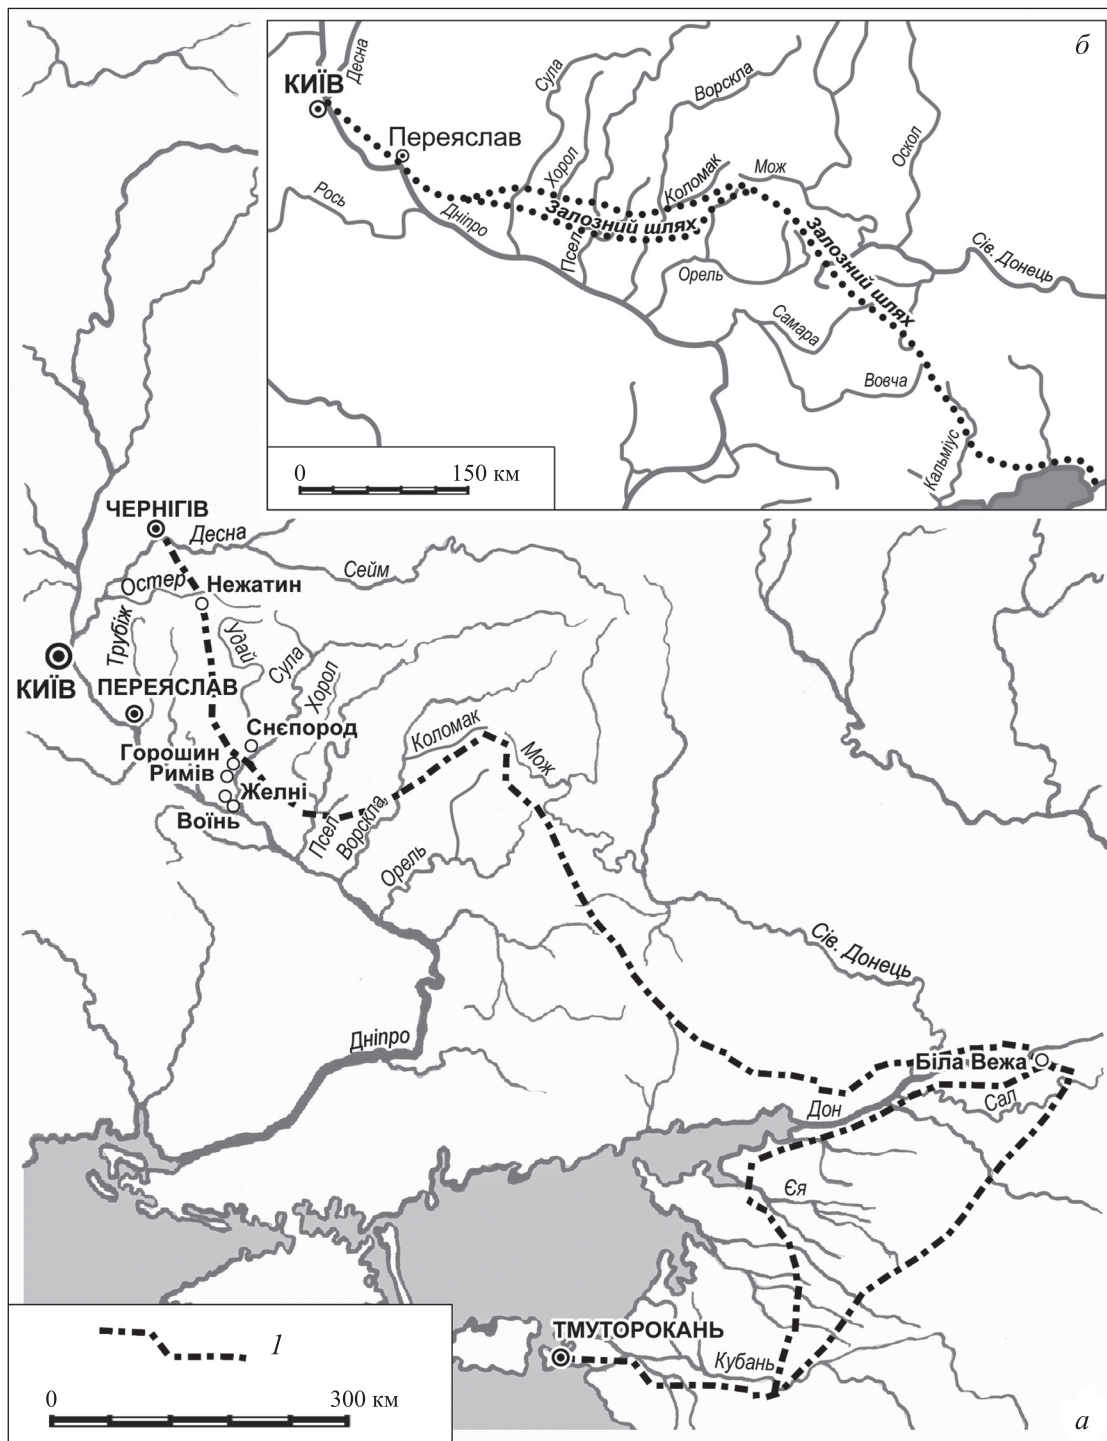 б
Десна
КИЇВ
Переяслав
Сула
Ворскла
Хорол
Коломак
Мож
Оскол
Рось
Дніпро
Залозний шлях
Залозний шлях
Псел
Орель
Сів. Донець
Самара
Вовча
Кальміус
0 150 км
ЧЕРНІГІВ
Десна
Сейм
Остер
Нежатин
Трубіж
Удай
Сула
Хорол
КИЇВ
ПЕРЕЯСЛАВ
Снєпород
Горошин
Римів
Желні
Воїнь
Коломак
Мож
Псел
Ворскла
Орель
Сів. Донець
Дніпро
Біла Вежа
Дон
Сал
Єя
ТМУТОРОКАНЬ
Кубань
1
0 300 км
а